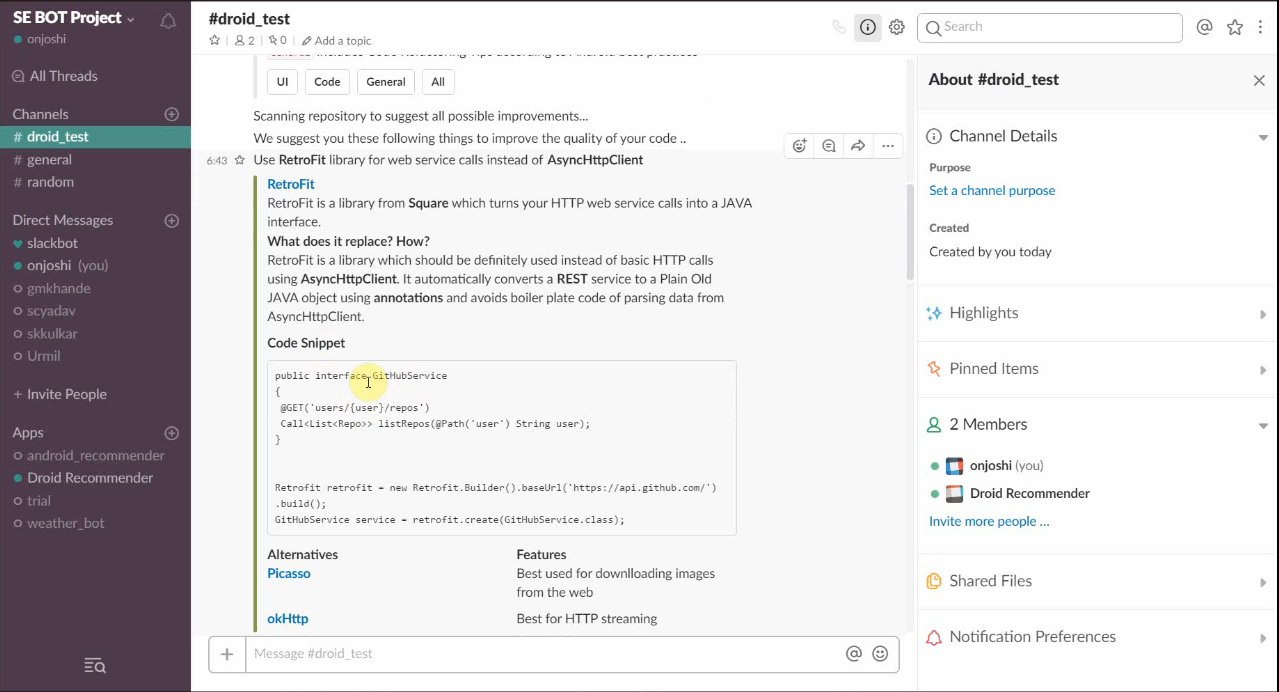 SE BOT Project
onjoshi
All Threads
Channels
# droid_test
# general
# random
Direct Messages
slackbot
onjoshi (you)
gmkhande
scyadav
skkulkar
Urmil
+ Invite People
Apps
android_recommender
Droid Recommender
trial
weather_bot
#droid_test
2
0
Add a topic
Search
UI
Code
General
All
Scanning repository to suggest all possible improvements...
We suggest you these following things to improve the quality of your code ..
6:43 Use RetroFit library for web service calls instead of AsyncHttpClient
RetroFit
RetroFit is a library from Square which turns your HTTP web service calls into a JAVA
interface.
What does it replace? How?
RetroFit is a library which should be definitely used instead of basic HTTP calls
using AsyncHttpClient. It automatically converts a REST service to a Plain Old
JAVA object using annotations and avoids boiler plate code of parsing data from
AsyncHttpClient.
Code Snippet
public interface GitHubService
{
@GET('users/{user}/repos')
Call<List<Repo>> listRepos(@Path('user') String user);
}
Retrofit retrofit = new Retrofit.Builder().baseUrl('https://api.github.com/')
.build();
GitHubService service = retrofit.create(GitHubService.class);
Alternatives
Features
Picasso
Best used for downlloading images
from the web
okHttp
Best for HTTP streaming
Message #droid_test
About #droid_test
Channel Details
Purpose
Set a channel purpose
Created
Created by you today
Highlights
Pinned Items
2 Members
onjoshi (you)
Droid Recommender
Invite more people ...
Shared Files
Notification Preferences